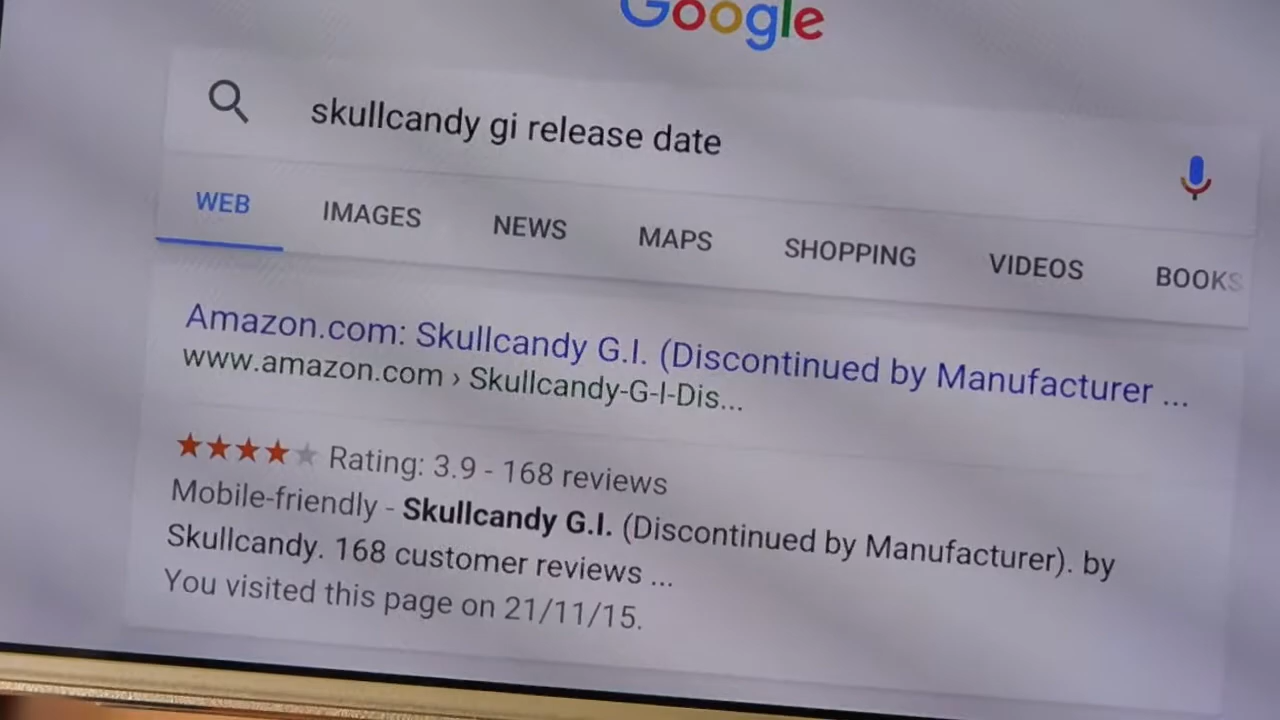 Google
skullcandy gi release date
WEB IMAGES NEWS MAPS SHOPPING VIDEOS BOOKS
Amazon.com: Skullcandy G.I. (Discontinued by Manufacturer ...
www.amazon.com › Skullcandy-G-I-Dis...
Rating: 3.9 - 168 reviews
Mobile-friendly - Skullcandy G.I. (Discontinued by Manufacturer). by
Skullcandy. 168 customer reviews ...
You visited this page on 21/11/15.